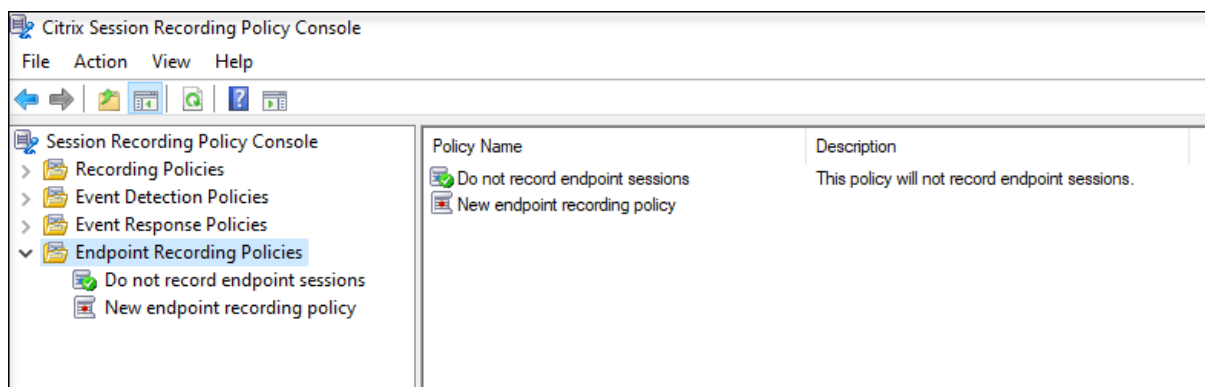 Citrix Session Recording Policy Console
File Action View Help
Session Recording Policy Console
Recording Policies
Event Detection Policies
Event Response Policies
Endpoint Recording Policies
Do not record endpoint sessions
New endpoint recording policy
Policy Name Description
Do not record endpoint sessions This policy will not record endpoint sessions.
New endpoint recording policy